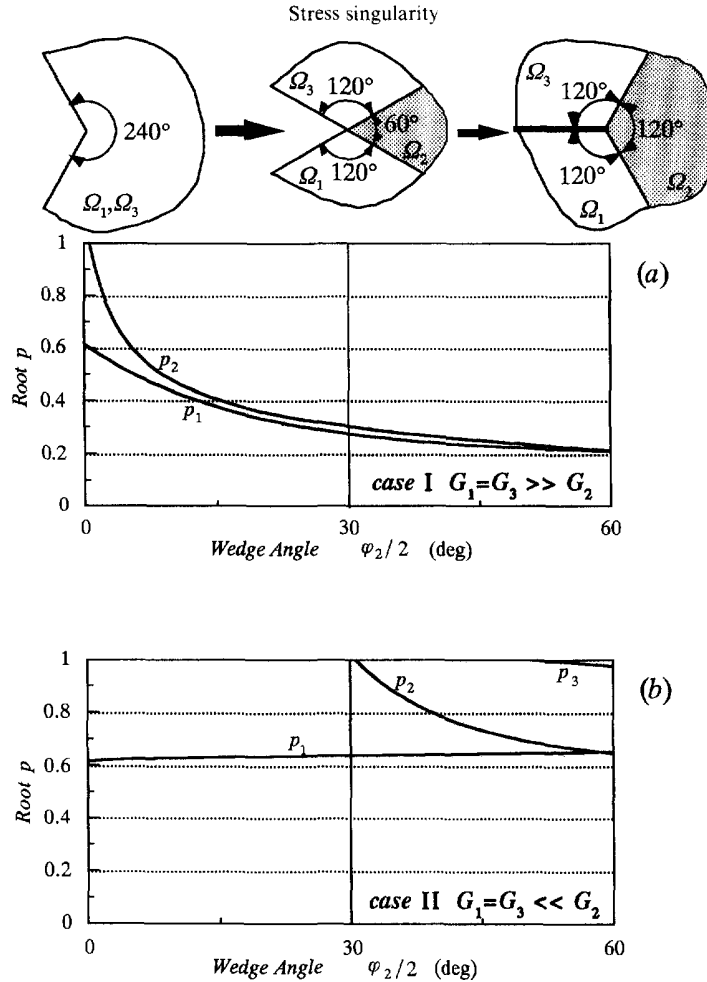 Stress singularity
240°
Ω₁,Ω₃
Ω₃
120°
60°
Ω₂
Ω₁
120°
Ω₃
120°
120°
120°
Ω₁
Ω₂
(a)
Root p
1
0.8
0.6
0.4
0.2
0
p₂
p₁
case I G₁=G₃ >> G₂
0
30
60
Wedge Angle φ₂/2 (deg)
(b)
Root p
1
0.8
0.6
0.4
0.2
0
p₁
p₂
p₃
case II G₁=G₃ << G₂
0
30
60
Wedge Angle φ₂/2 (deg)